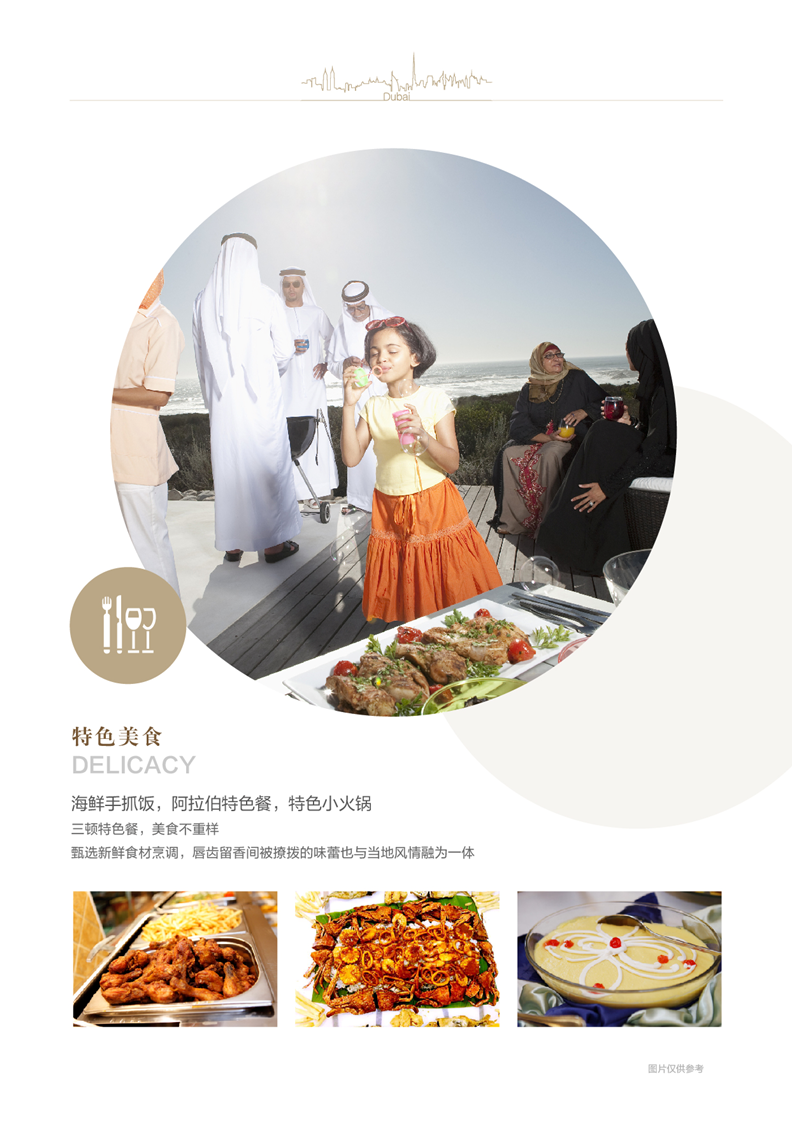 Dubai
特色美食
DELICACY
海鲜手抓饭，阿拉伯特色餐，特色小火锅
三顿特色餐，美食不重样
甄选新鲜食材烹调，唇齿留香间被撩拨的味蕾也与当地风情融为一体
图片仅供参考